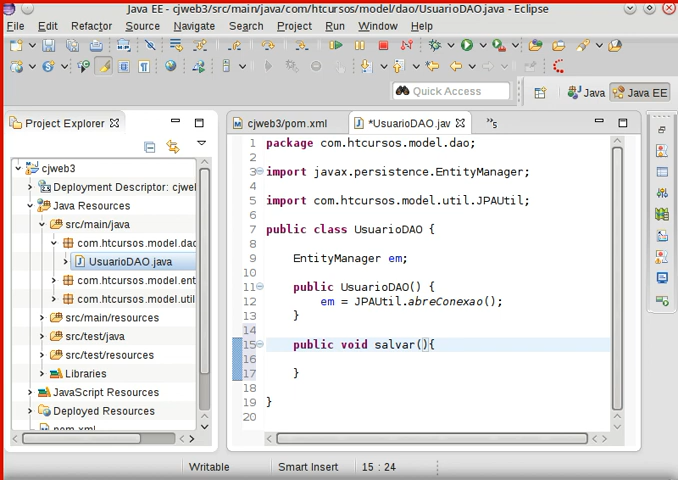 Java EE - cjweb3/src/main/java/com/htcursos/model/dao/UsuarioDAO.java - Eclipse
File Edit Refactor Source Navigate Search Project Run Window Help
Quick Access
Java
Java EE
Project Explorer
cjweb3/pom.xml
*UsuarioDAO.jav
»5
cjweb3
Deployment Descriptor: cjwel
Java Resources
src/main/java
com.htcursos.model.dao
UsuarioDAO.java
com.htcursos.model.ent
com.htcursos.model.util
src/main/resources
src/test/java
src/test/resources
Libraries
JavaScript Resources
Deployed Resources
pom.xml
1 package com.htcursos.model.dao;
2
3 import javax.persistence.EntityManager;
4
5 import com.htcursos.model.util.JPAUtil;
6
7 public class UsuarioDAO {
8
9 EntityManager em;
10
11 public UsuarioDAO() {
12 em = JPAUtil.abreConexao();
13 }
14
15 public void salvar(){
16
17 }
18
19 }
20
Writable
Smart Insert
15 : 24